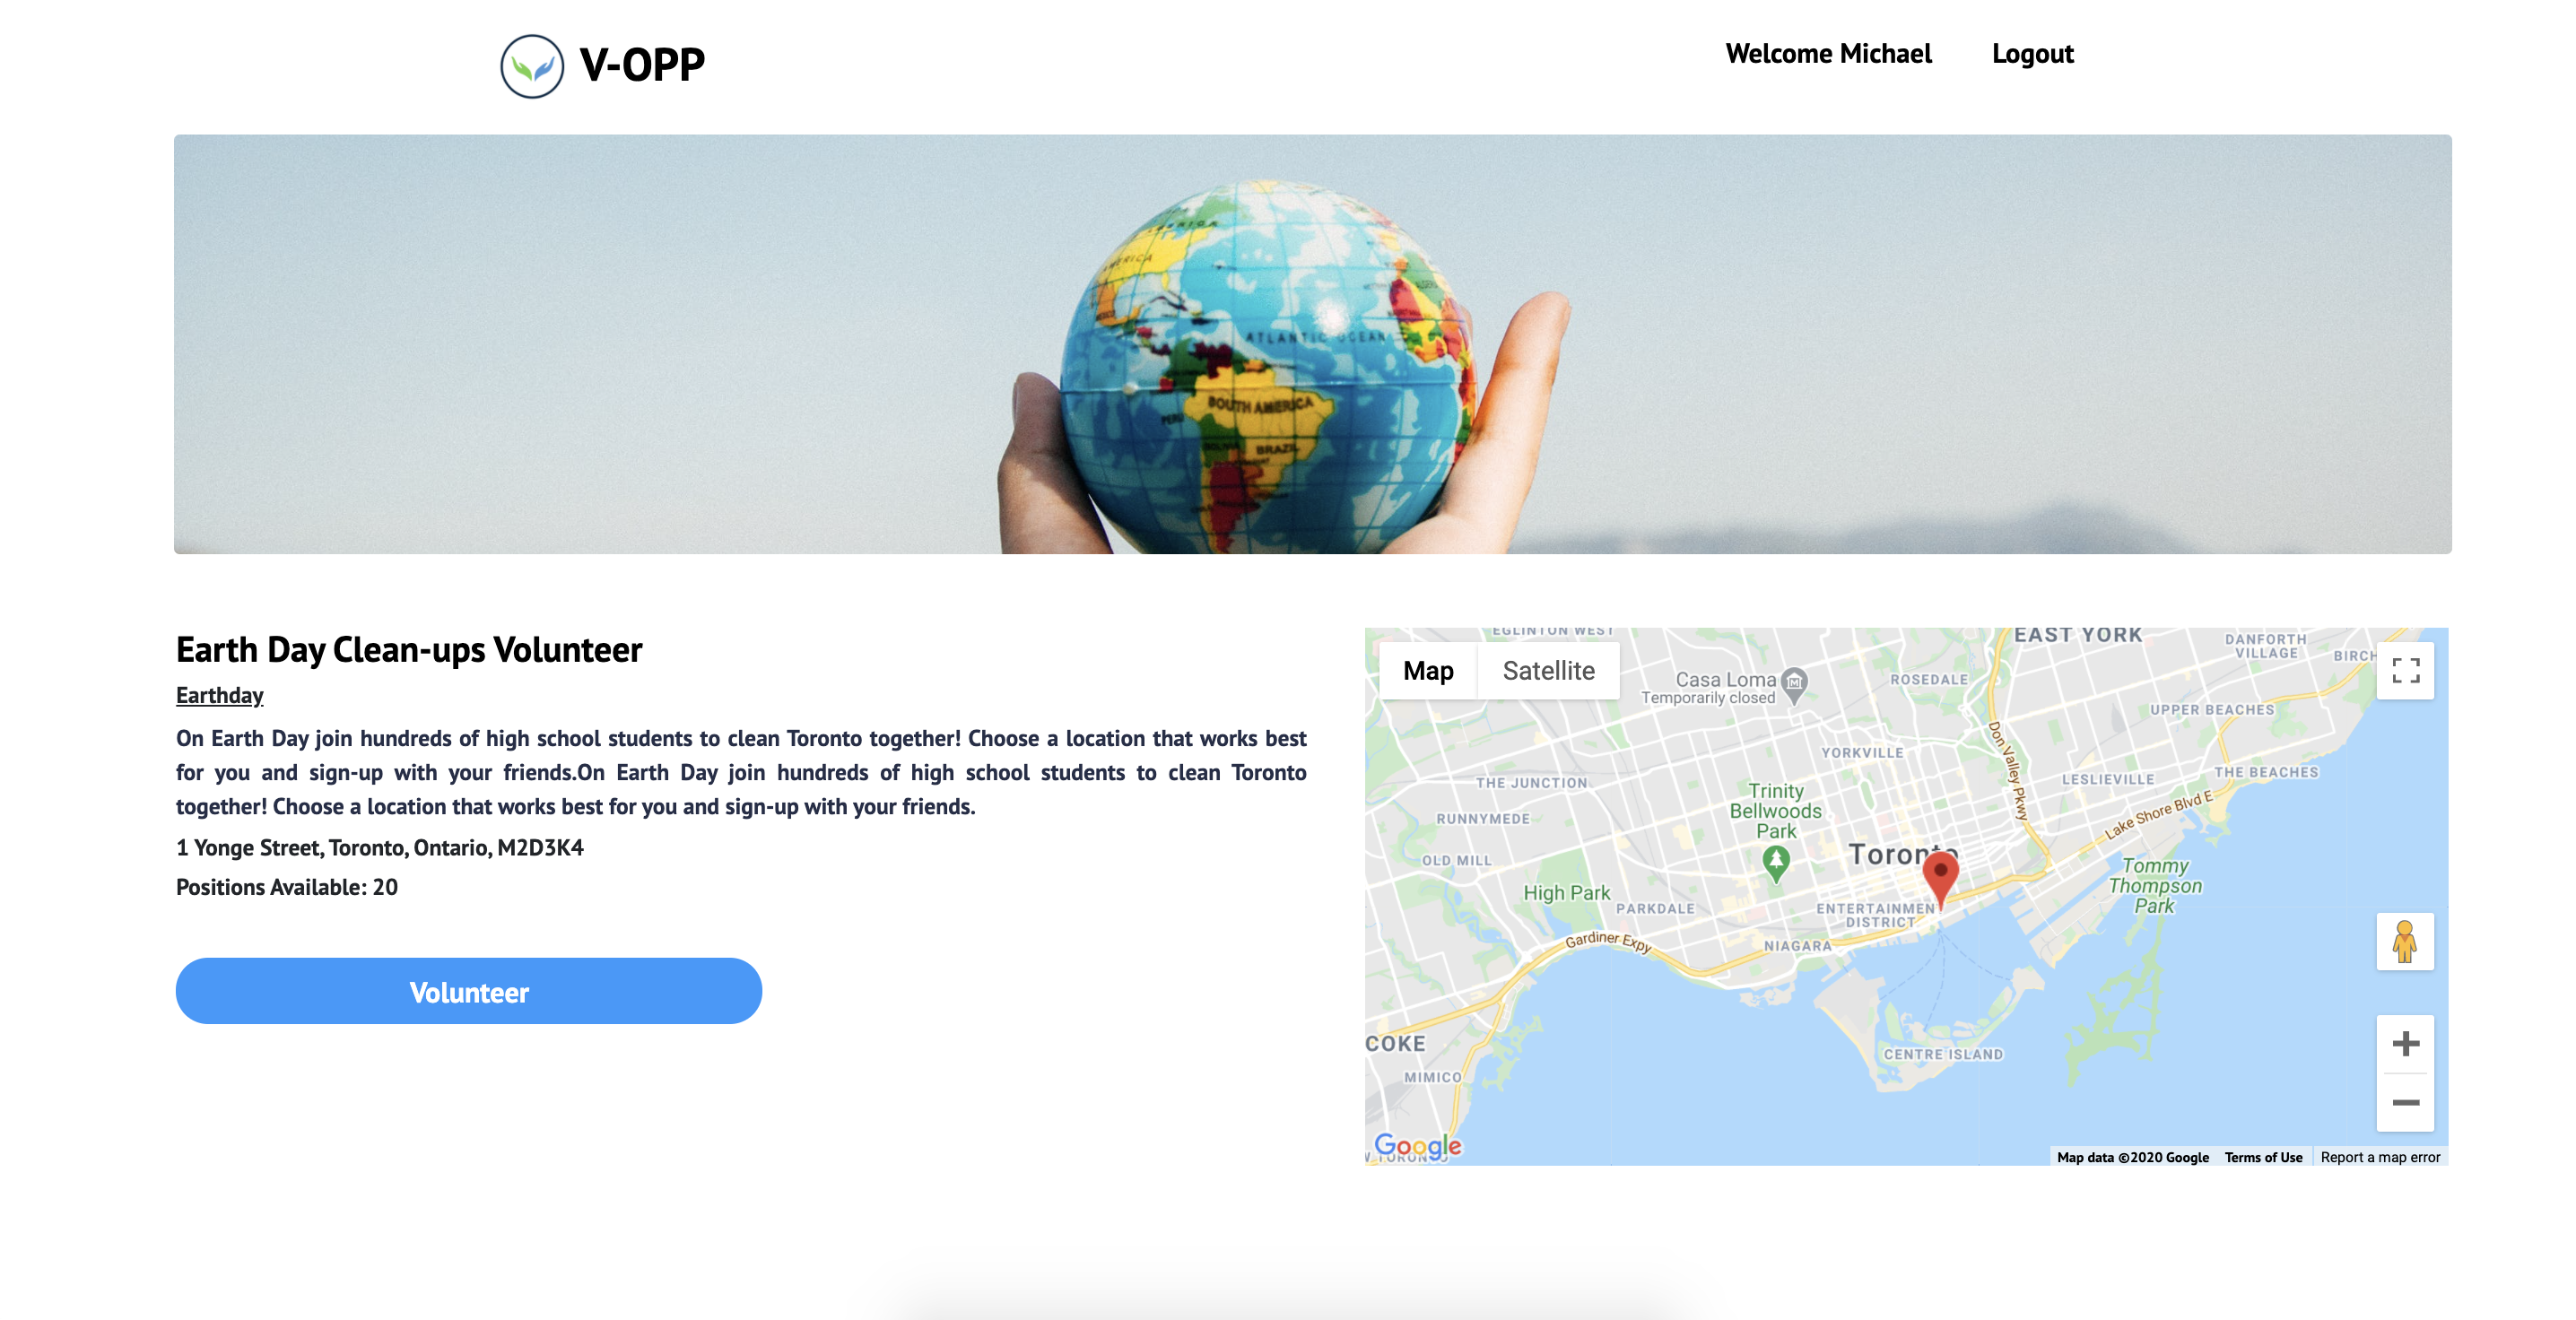 V-OPP
Welcome Michael
Logout
ATLANTIC OCEAN
SOUTH AMERICA
PERU
BRAZIL
Earth Day Clean-ups Volunteer
Earthday
On Earth Day join hundreds of high school students to clean Toronto together! Choose a location that works best
for you and sign-up with your friends.On Earth Day join hundreds of high school students to clean Toronto
together! Choose a location that works best for you and sign-up with your friends.
1 Yonge Street, Toronto, Ontario, M2D3K4
Positions Available: 20
Volunteer
Map
Satellite
EGLINTON WEST
EAST YORK
DANFORTH
VILLAGE
BIRCH
Casa Loma
Temporarily closed
ROSEDALE
UPPER BEACHES
Don Valley Pkwy
YORKVILLE
THE JUNCTION
LESLIEVILLE
THE BEACHES
Trinity
Bellwoods
Park
RUNNYMEDE
Lake Shore Blvd E
OLD MILL
Toronto
Tommy
Thompson
Park
High Park
PARKDALE
ENTERTAINMEN
DISTRICT
Gardiner Expy
NIAGARA
COKE
CENTRE ISLAND
MIMICO
Google
Map data ©2020 Google
Terms of Use
Report a map error